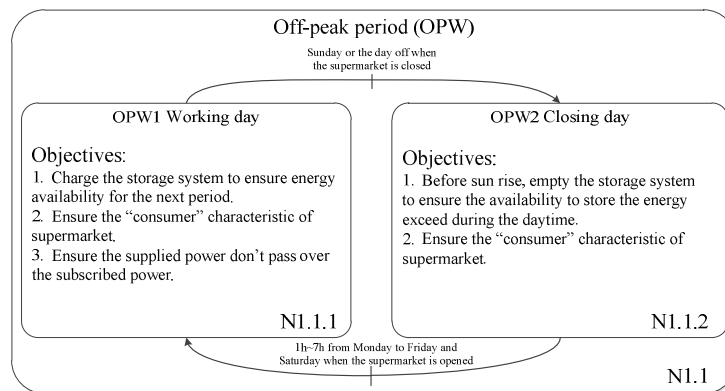 Off-peak period (OPW)
Sunday or the day off when
the supermarket is closed
OPW1 Working day
Objectives:
1. Charge the storage system to ensure energy
availability for the next period.
2. Ensure the “consumer” characteristic of
supermarket.
3. Ensure the supplied power don't pass over
the subscribed power.
N1.1.1
OPW2 Closing day
Objectives:
1. Before sun rise, empty the storage system
to ensure the availability to store the energy
exceed during the daytime.
2. Ensure the “consumer” characteristic of
supermarket.
N1.1.2
1h~7h from Monday to Friday and
Saturday when the supermarket is opened
N1.1